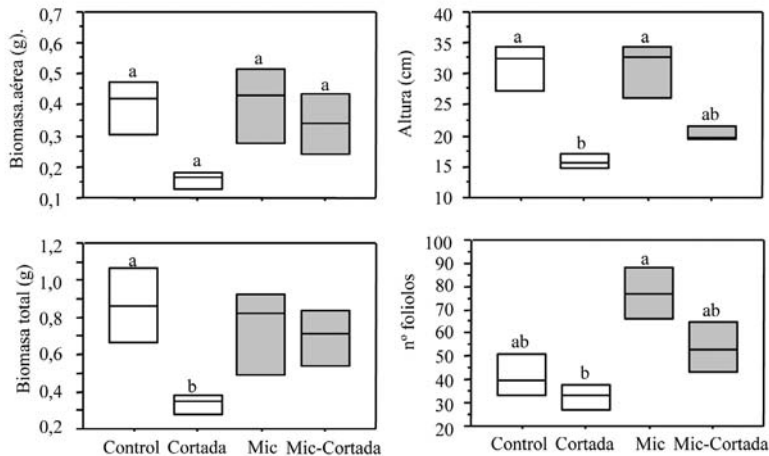 Biomasa.aérea (g).
0,7
0,6
0,5
0,4
0,3
0,2
0,1
a
a
a
a
Altura (cm)
40
35
30
25
20
15
10
a
b
a
ab
Biomasa total (g)
1,2
1,0
0,8
0,6
0,4
0,2
a
b
Control Cortada Mic Mic-Cortada
nº foliolos
100
90
80
70
60
50
40
30
20
ab
b
a
ab
Control Cortada Mic Mic-Cortada